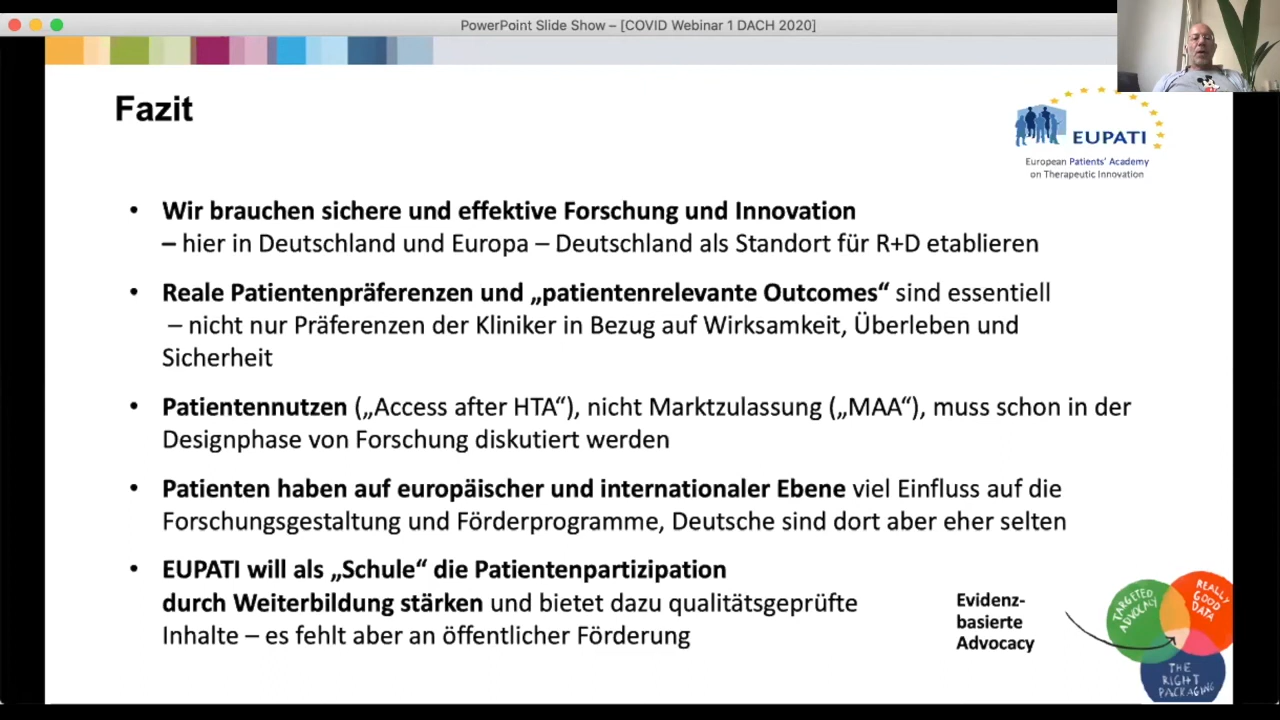 PowerPoint Slide Show – [COVID Webinar 1 DACH 2020]
Fazit
EUPATI
European Patients' Academy
on Therapeutic Innovation
• Wir brauchen sichere und effektive Forschung und Innovation
– hier in Deutschland und Europa – Deutschland als Standort für R+D etablieren
• Reale Patientenpräferenzen und „patientenrelevante Outcomes“ sind essentiell
– nicht nur Präferenzen der Kliniker in Bezug auf Wirksamkeit, Überleben und
Sicherheit
• Patientennutzen („Access after HTA“), nicht Marktzulassung („MAA“), muss schon in der
Designphase von Forschung diskutiert werden
• Patienten haben auf europäischer und internationaler Ebene viel Einfluss auf die
Forschungsgestaltung und Förderprogramme, Deutsche sind dort aber eher selten
• EUPATI will als „Schule“ die Patientenpartizipation
durch Weiterbildung stärken und bietet dazu qualitätsgeprüfte
Inhalte – es fehlt aber an öffentlicher Förderung
Evidenz-
basierte
Advocacy
TARGETED
ADVOCACY
REALLY
GOOD
DATA
THE
RIGHT
PACKAGING